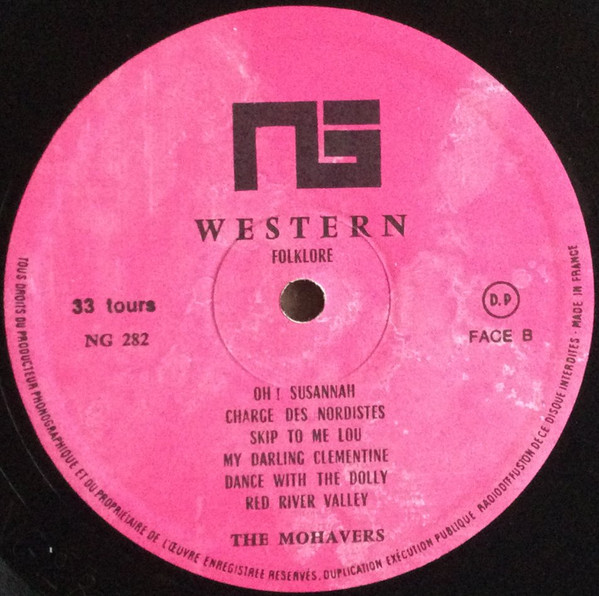 NG
WESTERN
FOLKLORE
33 tours
NG 282
D.P
FACE B
OH ! SUSANNAH
CHARGE DES NORDISTES
SKIP TO ME LOU
MY DARLING CLEMENTINE
DANCE WITH THE DOLLY
RED RIVER VALLEY
THE MOHAVERS
TOUS DROITS DU PRODUCTEUR PHONOGRAPHIQUE ET DU PROPRIÉTAIRE DE L'ŒUVRE ENREGISTREE RESERVÉS. DUPLICATION EXÉCUTION PUBLIQUE RADIODIFFUSION DE CE DISQUE INTERDITES - MADE IN FRANCE